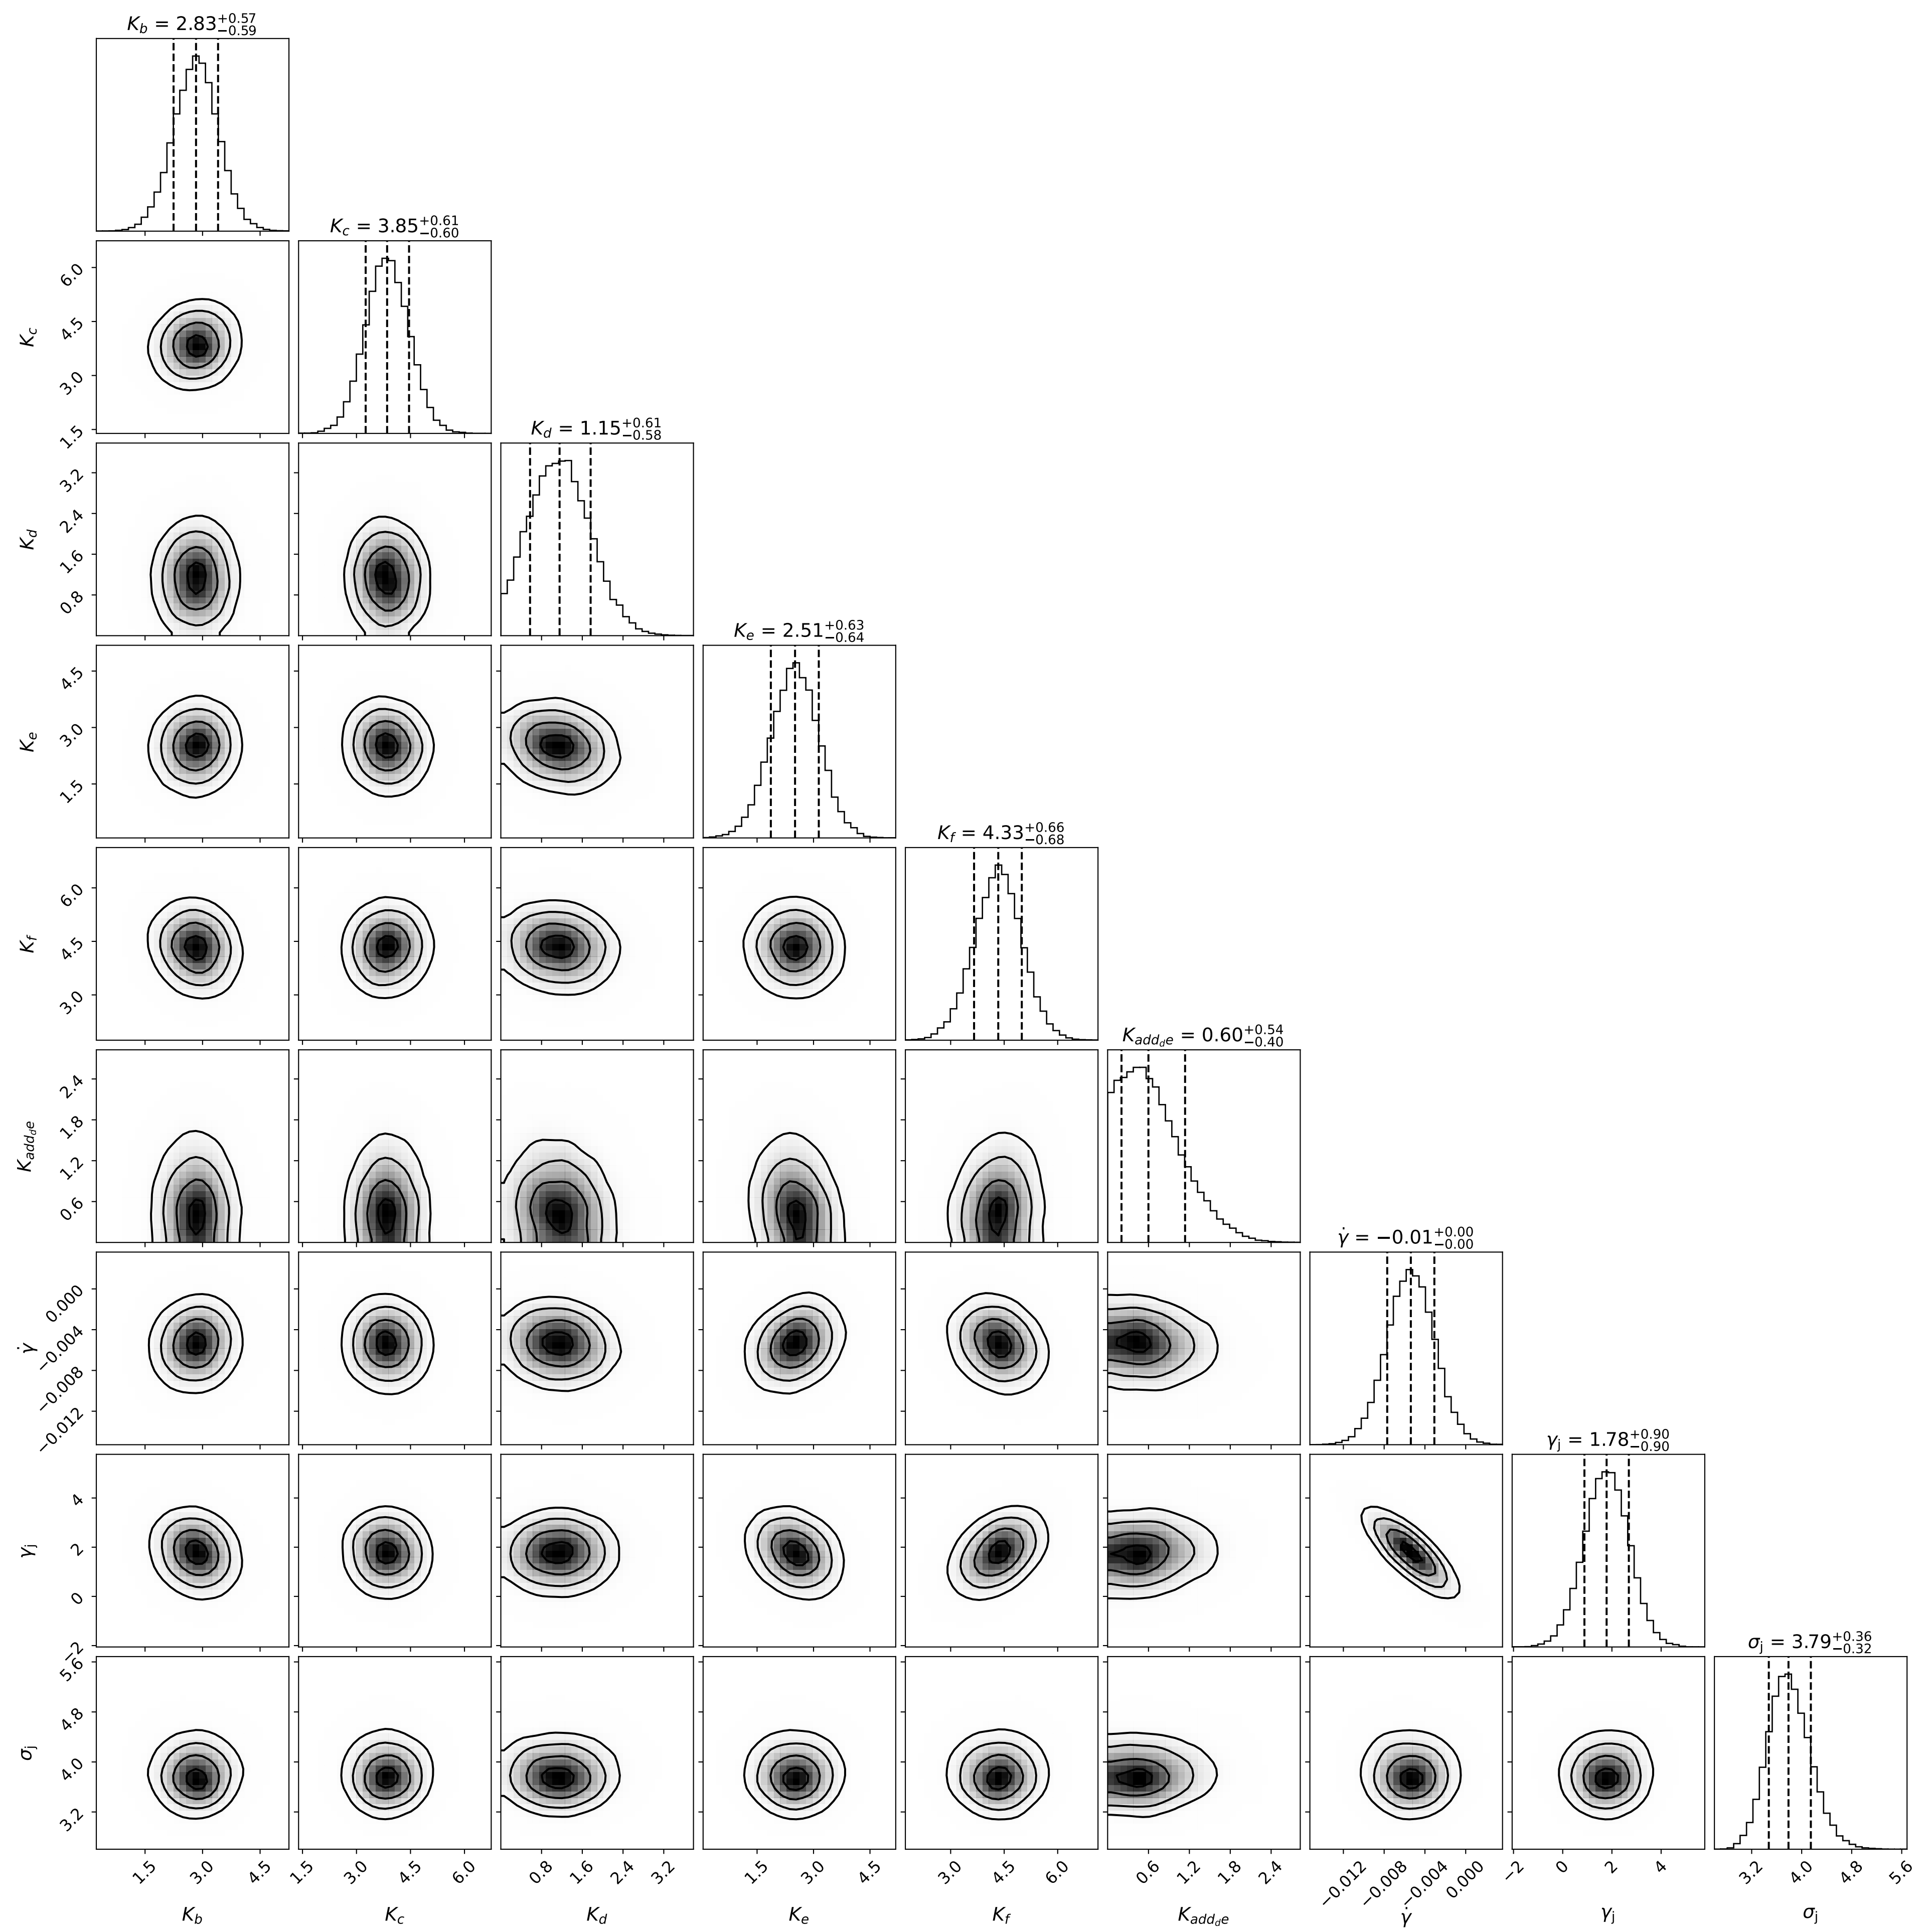 K_b = 2.83^{+0.57}_{-0.59}
K_c = 3.85^{+0.61}_{-0.60}
6.0
4.5
3.0
1.5
K_c
K_d = 1.15^{+0.61}_{-0.58}
3.2
2.4
1.6
0.8
K_d
K_e = 2.51^{+0.63}_{-0.64}
4.5
3.0
1.5
K_e
K_f = 4.33^{+0.66}_{-0.68}
6.0
4.5
3.0
K_f
K_{add_d e} = 0.60^{+0.54}_{-0.40}
2.4
1.8
1.2
0.6
K_{add_d e}
γ̇ = −0.01^{+0.00}_{-0.00}
0.000
−0.004
−0.008
−0.012
γ̇
γ_j = 1.78^{+0.90}_{-0.90}
4
2
0
−2
γ_j
σ_j = 3.79^{+0.36}_{-0.32}
5.6
4.8
4.0
3.2
σ_j
1.5 3.0 4.5 1.5 3.0 4.5 6.0 0.8 1.6 2.4 3.2 1.5 3.0 4.5 3.0 4.5 6.0 0.6 1.2 1.8 2.4 −0.012 −0.008 −0.004 0.000 −2 0 2 4 3.2 4.0 4.8 5.6
K_b K_c K_d K_e K_f K_{add_d e} γ̇ γ_j σ_j